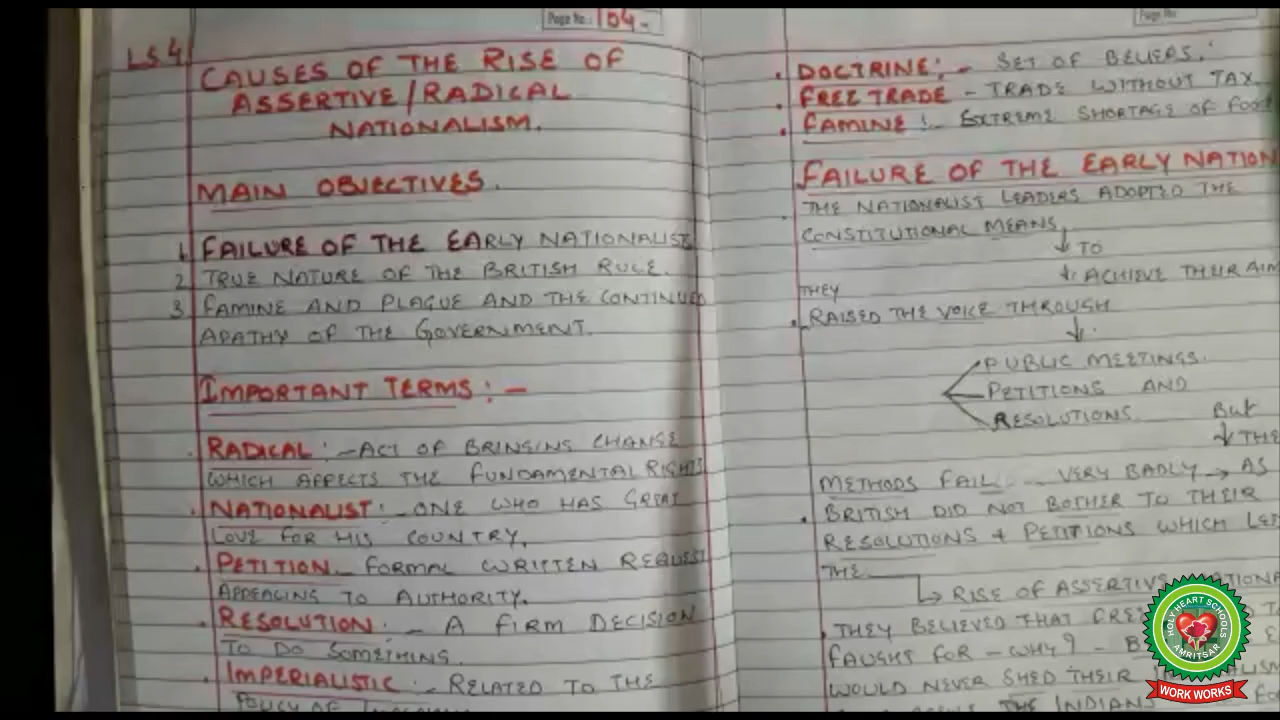 Page No.: 104.
LS 4
CAUSES OF THE RISE OF
ASSERTIVE/RADICAL
NATIONALISM.
MAIN OBJECTIVES.
1. FAILURE OF THE EARLY NATIONALIST
2 TRUE NATURE OF THE BRITISH RULE.
3 FAMINE AND PLAGUE AND THE CONTINUED
APATHY OF THE GOVERNMENT.
IMPORTANT TERMS :-
. RADICAL :- ACT OF BRINGING CHANGE
WHICH AFFECTS THE FUNDAMENTAL RIGHTS
. NATIONALIST :- ONE WHO HAS GREAT
LOVE FOR HIS COUNTRY.
. PETITION - FORMAL WRITTEN REQUEST
APPEALING TO AUTHORITY.
. RESOLUTION :- A FIRM DECISION
TO DO SOMETHING.
. IMPERIALISTIC :- RELATED TO THE
POLICY OF
Page No.
. DOCTRINE :- SET OF BELIEFS.
. FREE TRADE - TRADE WITHOUT TAX
. FAMINE :- EXTREME SHORTAGE OF FOOD
FAILURE OF THE EARLY NATION
. THE NATIONALIST LEADERS ADOPTED THE
CONSTITUTIONAL MEANS
↓ TO
↓. ACHIEVE THEIR AIM
THEY
. RAISED THE VOICE THROUGH
↓.
PUBLIC MEETINGS.
PETITIONS AND
RESOLUTIONS. But
↓ THE
METHODS FAIL - VERY BADLY → AS
. BRITISH DID NOT BOTHER TO THEIR
RESOLUTIONS + PETITIONS WHICH LED
THE
↳ RISE OF ASSERTIVE NATIONA
. THEY BELIEVED THAT
FAUGHT FOR - WHY? - B
WOULD NEVER SHED THEIR
THE INDIANS
HOLY HEART SCHOOLS
AMRITSAR
WORK WORKS